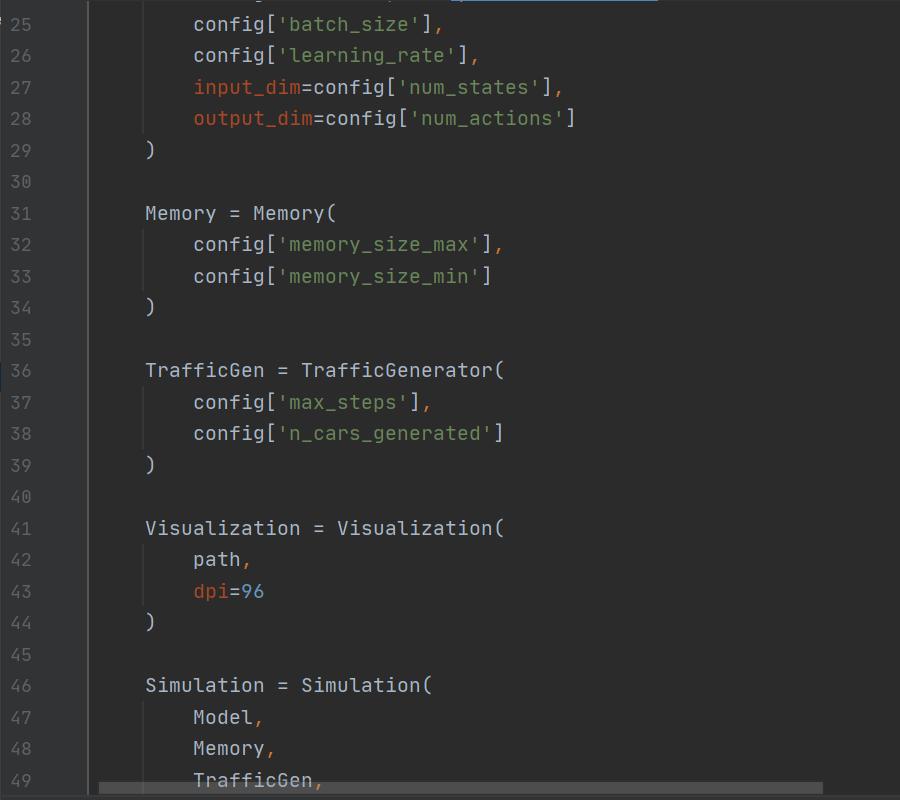 25 config['batch_size'],
26 config['learning_rate'],
27 input_dim=config['num_states'],
28 output_dim=config['num_actions']
29 )
30
31 Memory = Memory(
32 config['memory_size_max'],
33 config['memory_size_min']
34 )
35
36 TrafficGen = TrafficGenerator(
37 config['max_steps'],
38 config['n_cars_generated']
39 )
40
41 Visualization = Visualization(
42 path,
43 dpi=96
44 )
45
46 Simulation = Simulation(
47 Model,
48 Memory,
49 TrafficGen,